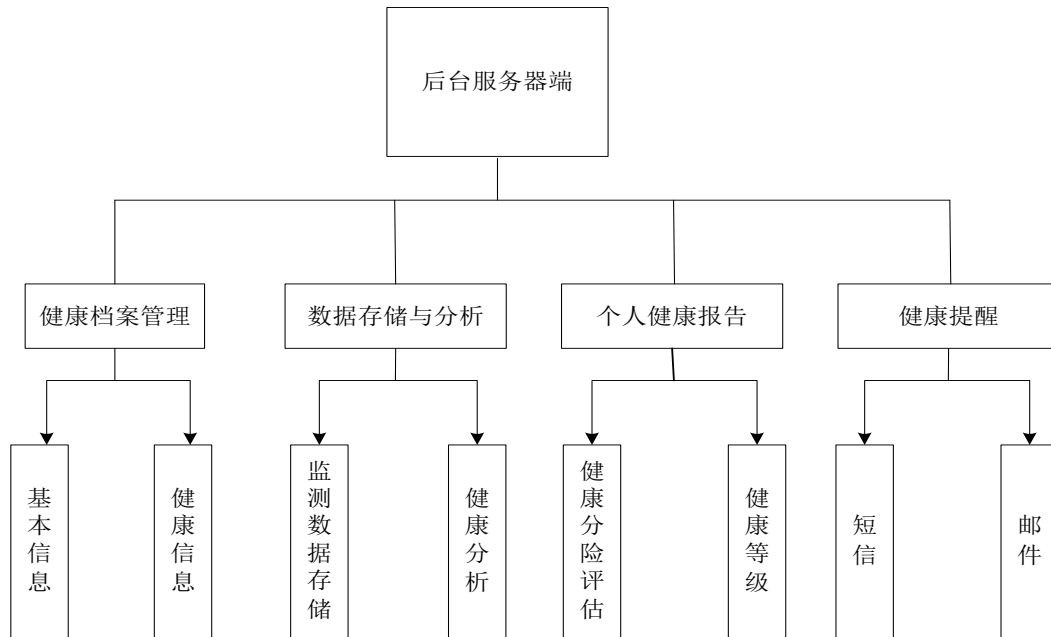 后台服务器端
健康档案管理
数据存储与分析
个人健康报告
健康提醒
基本信息
健康信息
监测数据存储
健康分析
健康分险评估
健康等级
短信
邮件